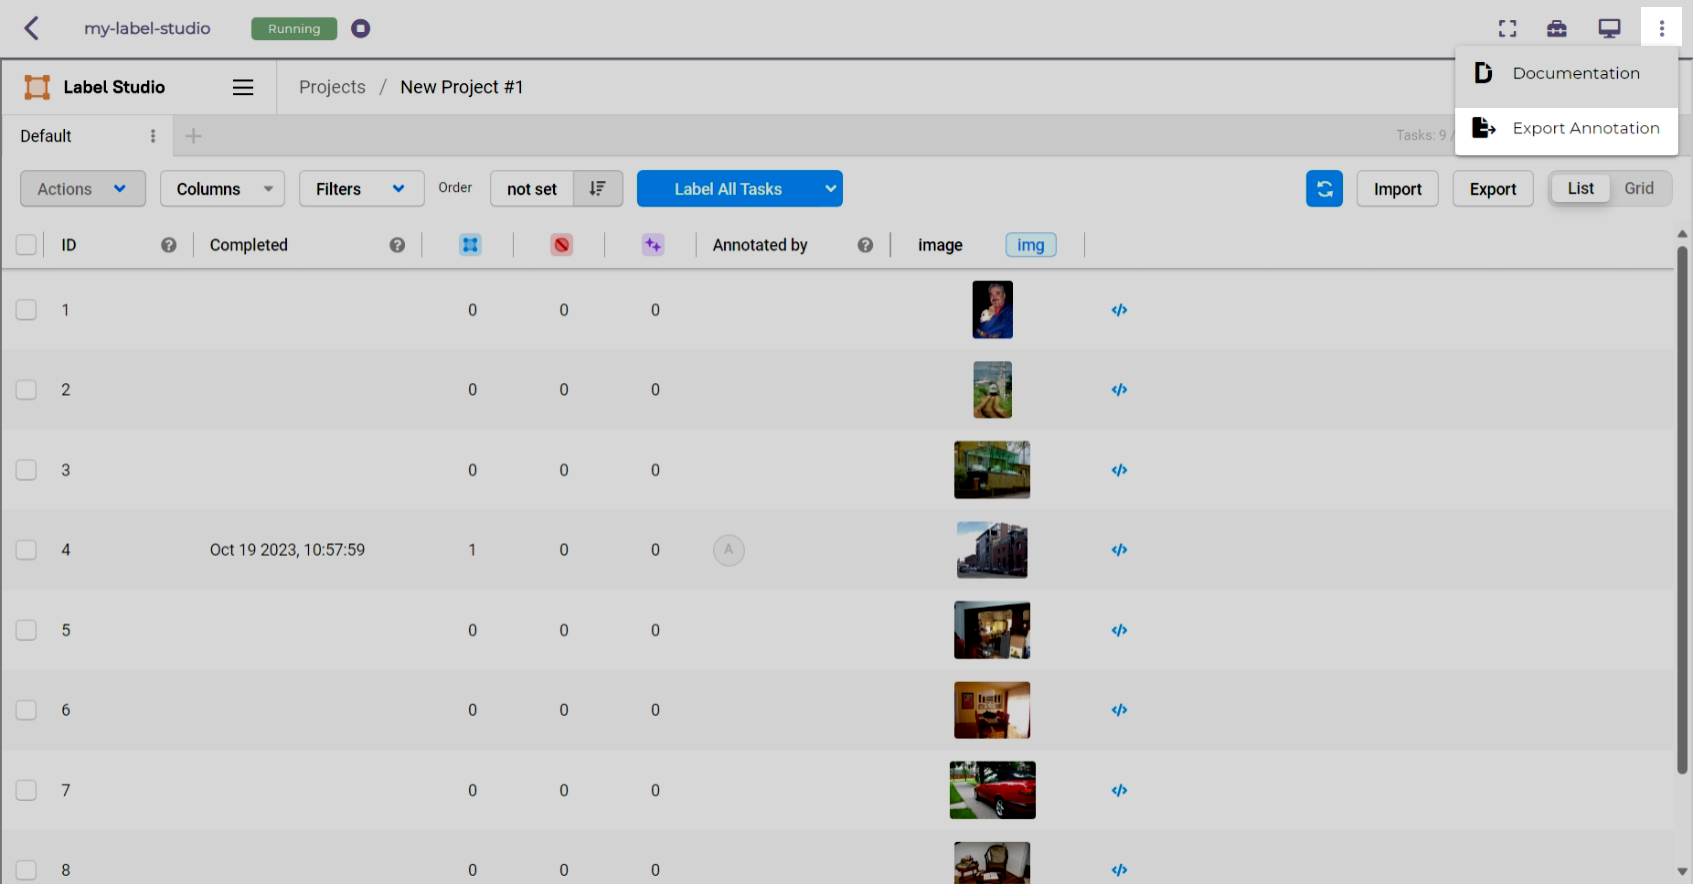 my-label-studio Running
Documentation
Label Studio Projects / New Project #1
Export Annotation
Default Tasks: 9 /
Actions Columns Filters Order not set Label All Tasks Import Export List Grid
ID Completed Annotated by image img
1 0 0 0
2 0 0 0
3 0 0 0
4 Oct 19 2023, 10:57:59 1 0 0 A
5 0 0 0
6 0 0 0
7 0 0 0
8 0 0 0